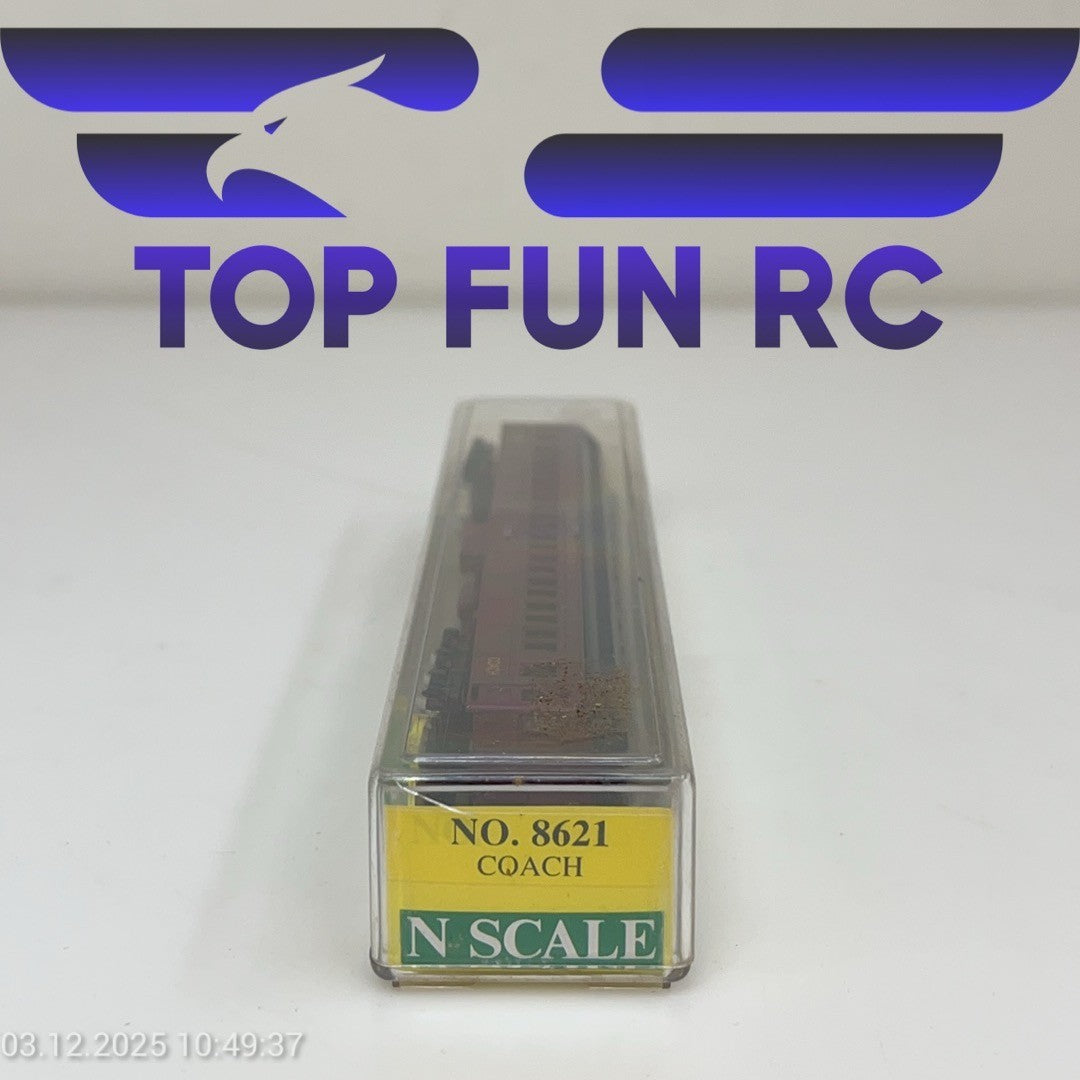 TOP FUN RC
NO. 8621
COACH
N SCALE
03.12.2025 10:49:37